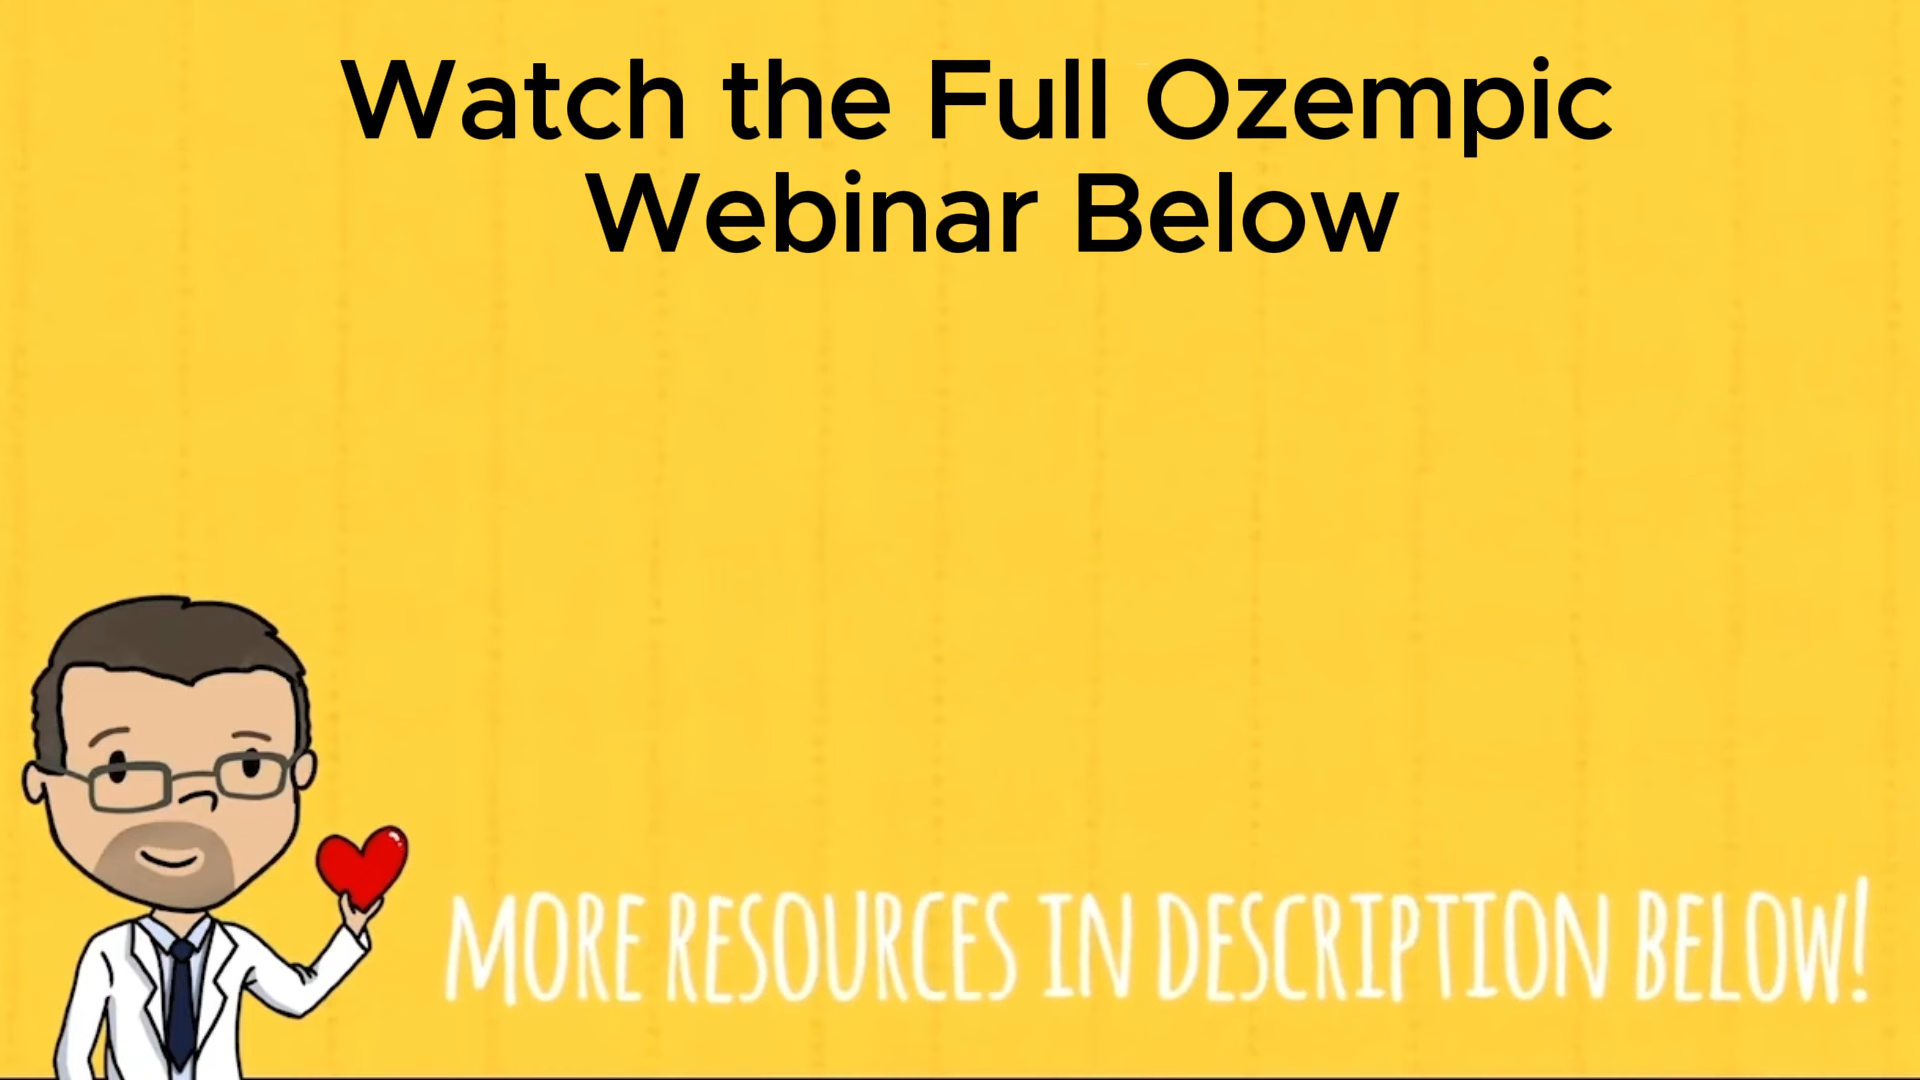 Watch the Full Ozempic
Webinar Below
MORE RESOURCES IN DESCRIPTION BELOW!